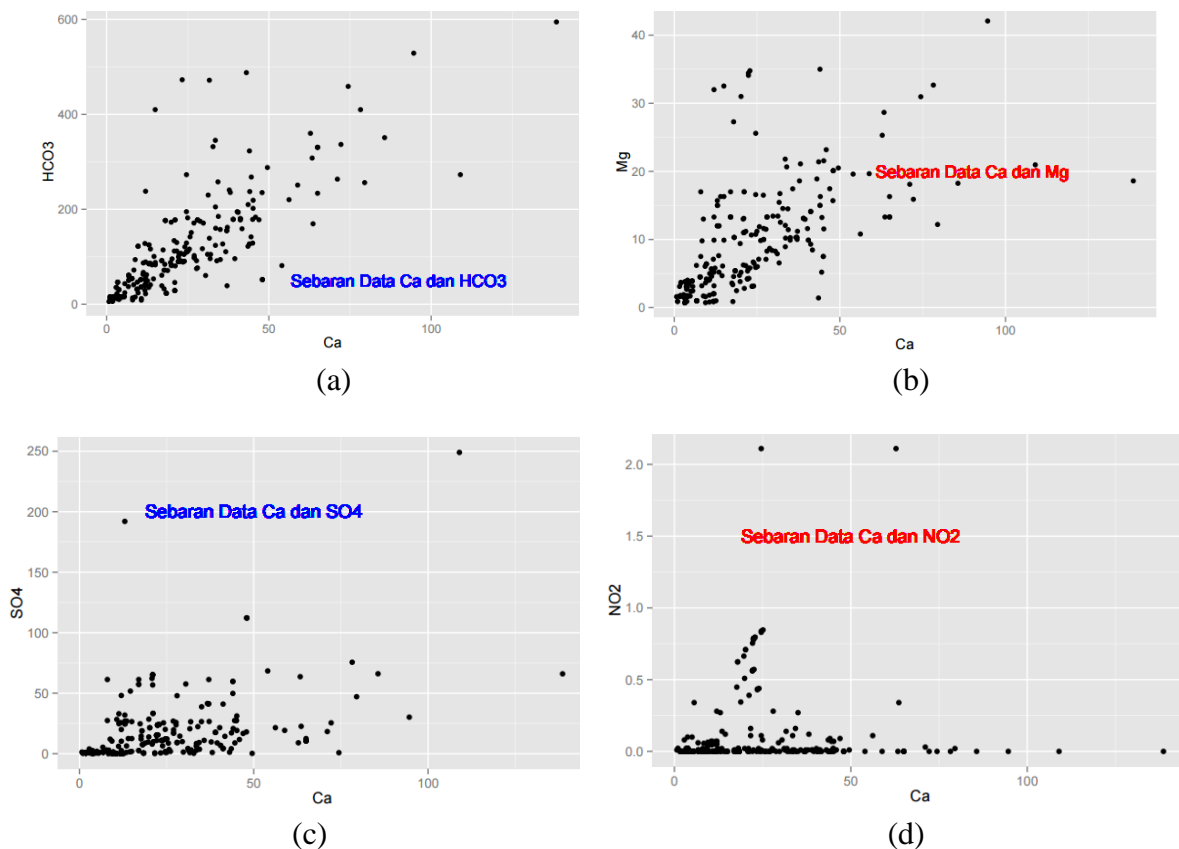 600
400
200
0
HCO3
Sebaran Data Ca dan HCO3
0 50 100
Ca
(a)
40
30
20
10
0
Mg
Sebaran Data Ca dan Mg
0 50 100
Ca
(b)
250
200
150
100
50
0
SO4
Sebaran Data Ca dan SO4
0 50 100
Ca
(c)
2.0
1.5
1.0
0.5
0.0
NO2
Sebaran Data Ca dan NO2
0 50 100
Ca
(d)